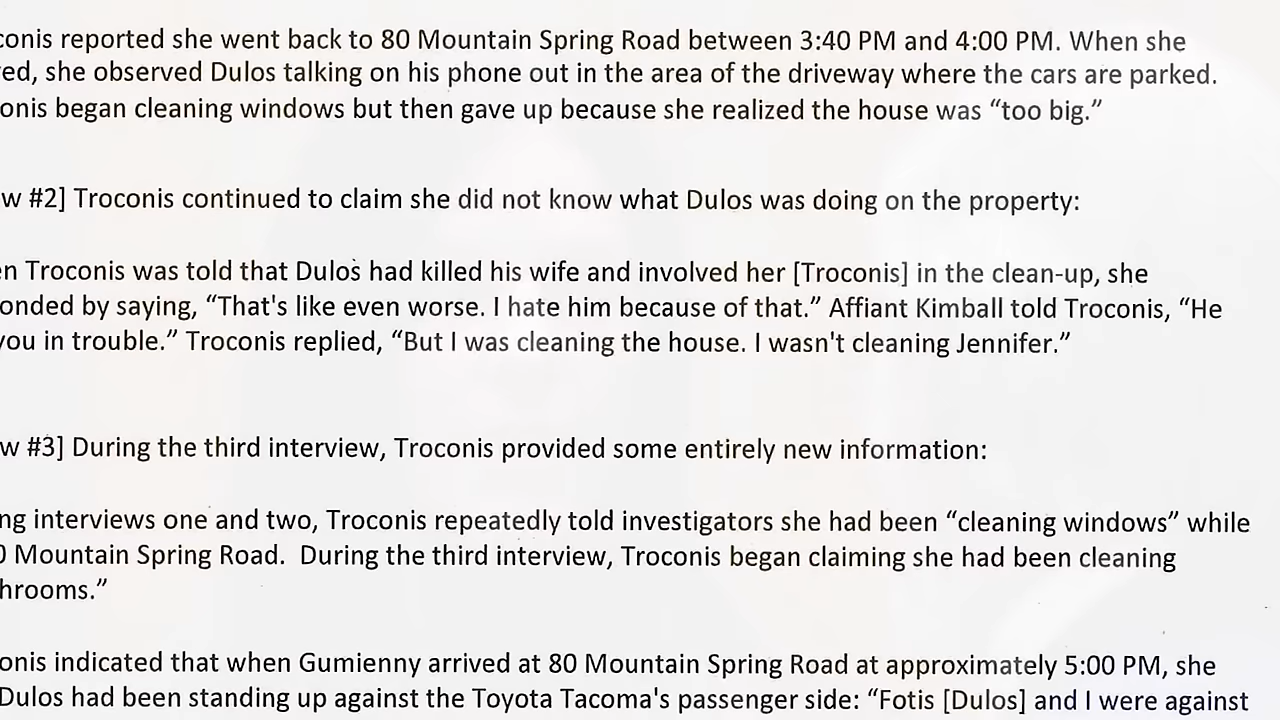 conis reported she went back to 80 Mountain Spring Road between 3:40 PM and 4:00 PM. When she
ed, she observed Dulos talking on his phone out in the area of the driveway where the cars are parked.
onis began cleaning windows but then gave up because she realized the house was “too big.”
w #2] Troconis continued to claim she did not know what Dulos was doing on the property:
en Troconis was told that Dulos had killed his wife and involved her [Troconis] in the clean-up, she
onded by saying, “That's like even worse. I hate him because of that.” Affiant Kimball told Troconis, “He
you in trouble.” Troconis replied, “But I was cleaning the house. I wasn't cleaning Jennifer.”
w #3] During the third interview, Troconis provided some entirely new information:
ng interviews one and two, Troconis repeatedly told investigators she had been “cleaning windows” while
0 Mountain Spring Road. During the third interview, Troconis began claiming she had been cleaning
hrooms.”
onis indicated that when Gumienny arrived at 80 Mountain Spring Road at approximately 5:00 PM, she
Dulos had been standing up against the Toyota Tacoma's passenger side: “Fotis [Dulos] and I were against